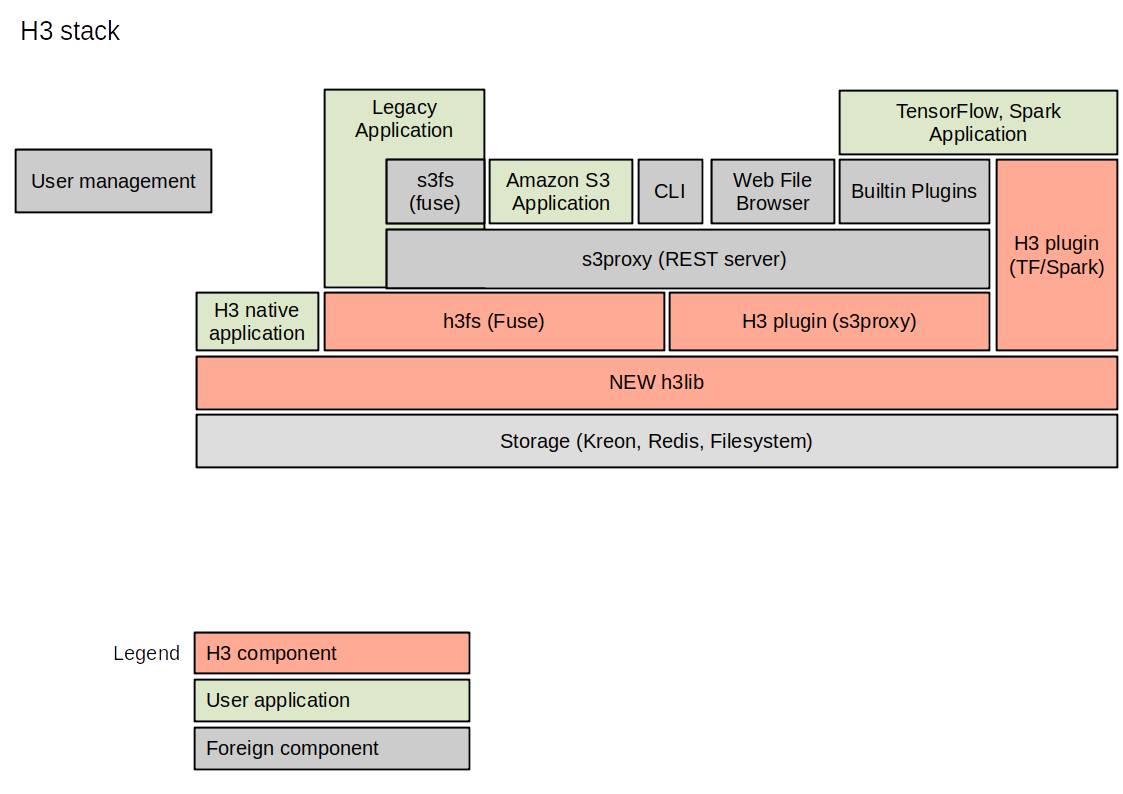 H3 stack
Legacy
Application
TensorFlow, Spark
Application
User management
s3fs
(fuse)
Amazon S3
Application
CLI
Web File
Browser
Builtin Plugins
H3 plugin
(TF/Spark)
s3proxy (REST server)
H3 native
application
h3fs (Fuse)
H3 plugin (s3proxy)
NEW h3lib
Storage (Kreon, Redis, Filesystem)
Legend
H3 component
User application
Foreign component